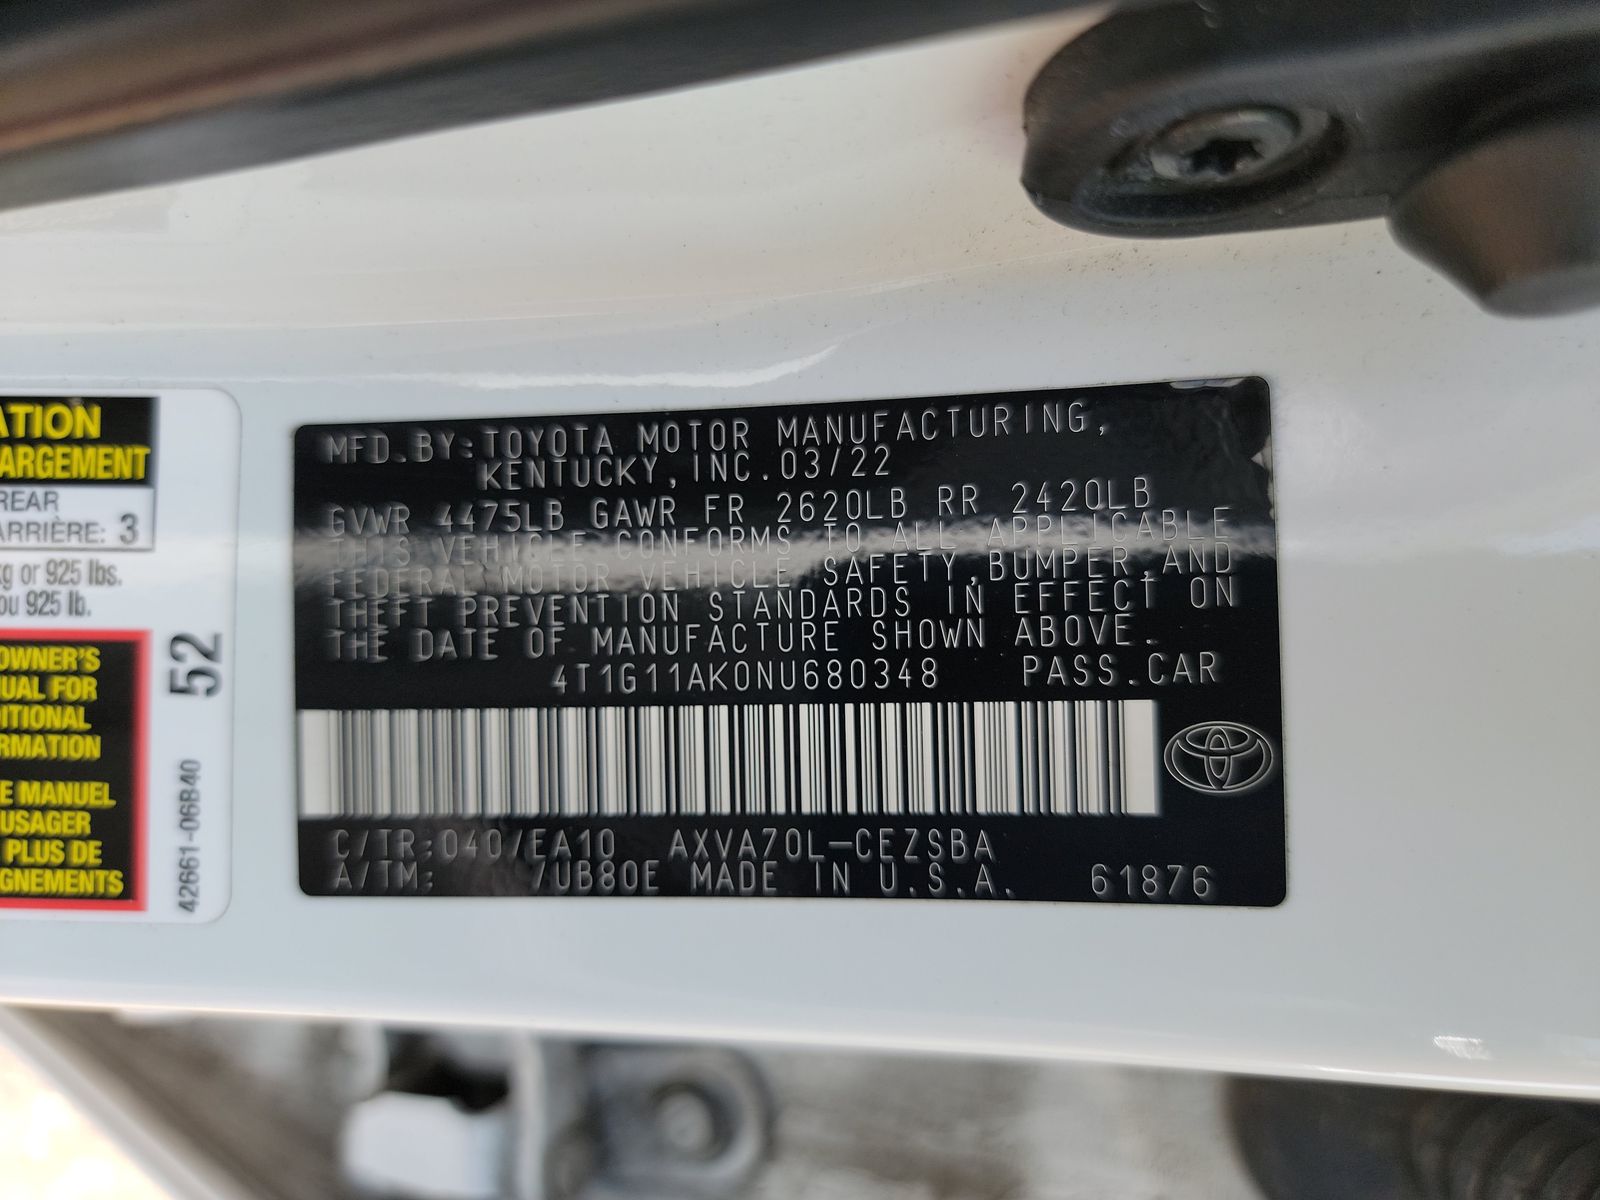 MFD.BY:TOYOTA MOTOR MANUFACTURING,
KENTUCKY,INC.03/22
GVWR 4475LB GAWR FR 2620LB RR 2420LB
THIS VEHICLE CONFORMS TO ALL APPLICABLE
FEDERAL MOTOR VEHICLE SAFETY,BUMPER,AND
THEFT PREVENTION STANDARDS IN EFFECT ON
THE DATE OF MANUFACTURE SHOWN ABOVE.
4T1G11AK0NU680348 PASS.CAR
C/TR:040/EA10 AXVA70L-CEZSBA
A/TM: /UB80E MADE IN U.S.A. 61876
ATION
ARGEMENT
REAR
ARRIÈRE: 3
kg or 925 lbs.
ou 925 lb.
OWNER'S
UAL FOR
DITIONAL
RMATION
E MANUEL
USAGER
PLUS DE
GNEMENTS
52
42661-06B40